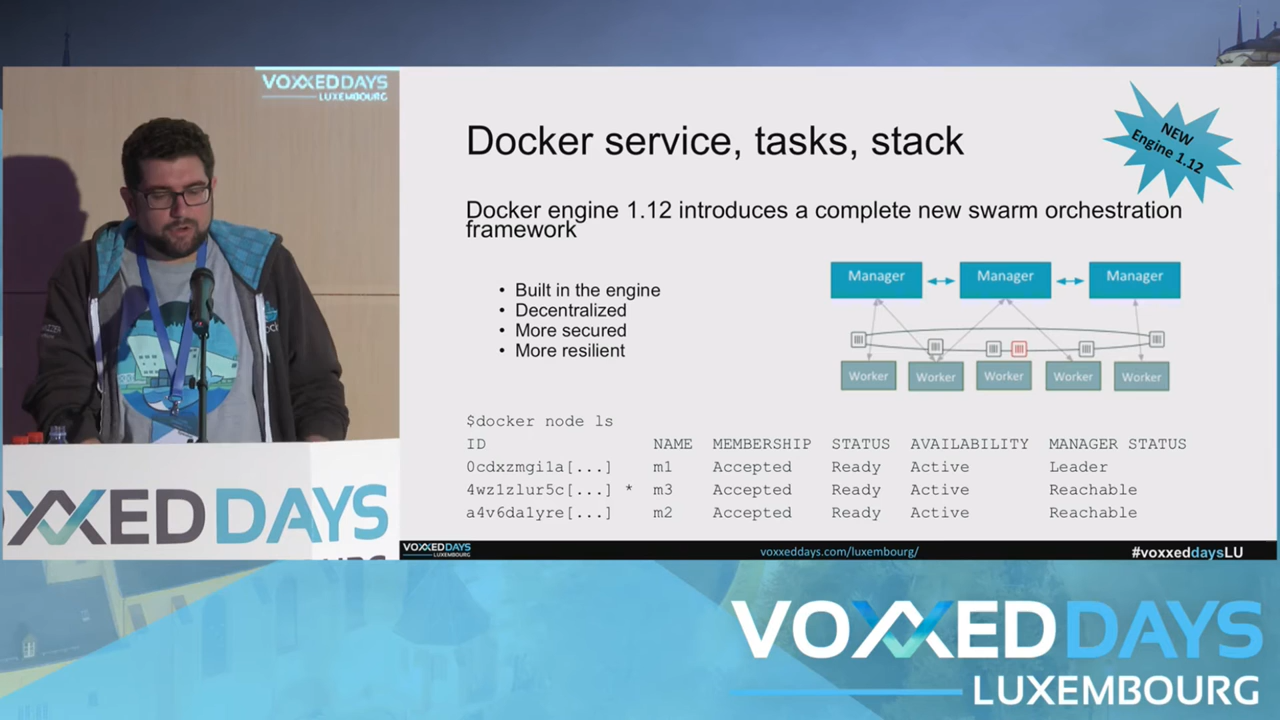 VOXXEDDAYS
LUXEMBOURG
Docker service, tasks, stack
NEW
Engine 1.12
Docker engine 1.12 introduces a complete new swarm orchestration
framework
• Built in the engine
• Decentralized
• More secured
• More resilient
Manager Manager Manager
Worker Worker Worker Worker Worker
$docker node ls
ID NAME MEMBERSHIP STATUS AVAILABILITY MANAGER STATUS
0cdxzmgi1a[...] m1 Accepted Ready Active Leader
4wz1zlur5c[...] * m3 Accepted Ready Active Reachable
a4v6da1yre[...] m2 Accepted Ready Active Reachable
VOXXEDDAYS
LUXEMBOURG
voxxeddays.com/luxembourg/
#voxxeddaysLU
VOXXEDDAYS
LUXEMBOURG